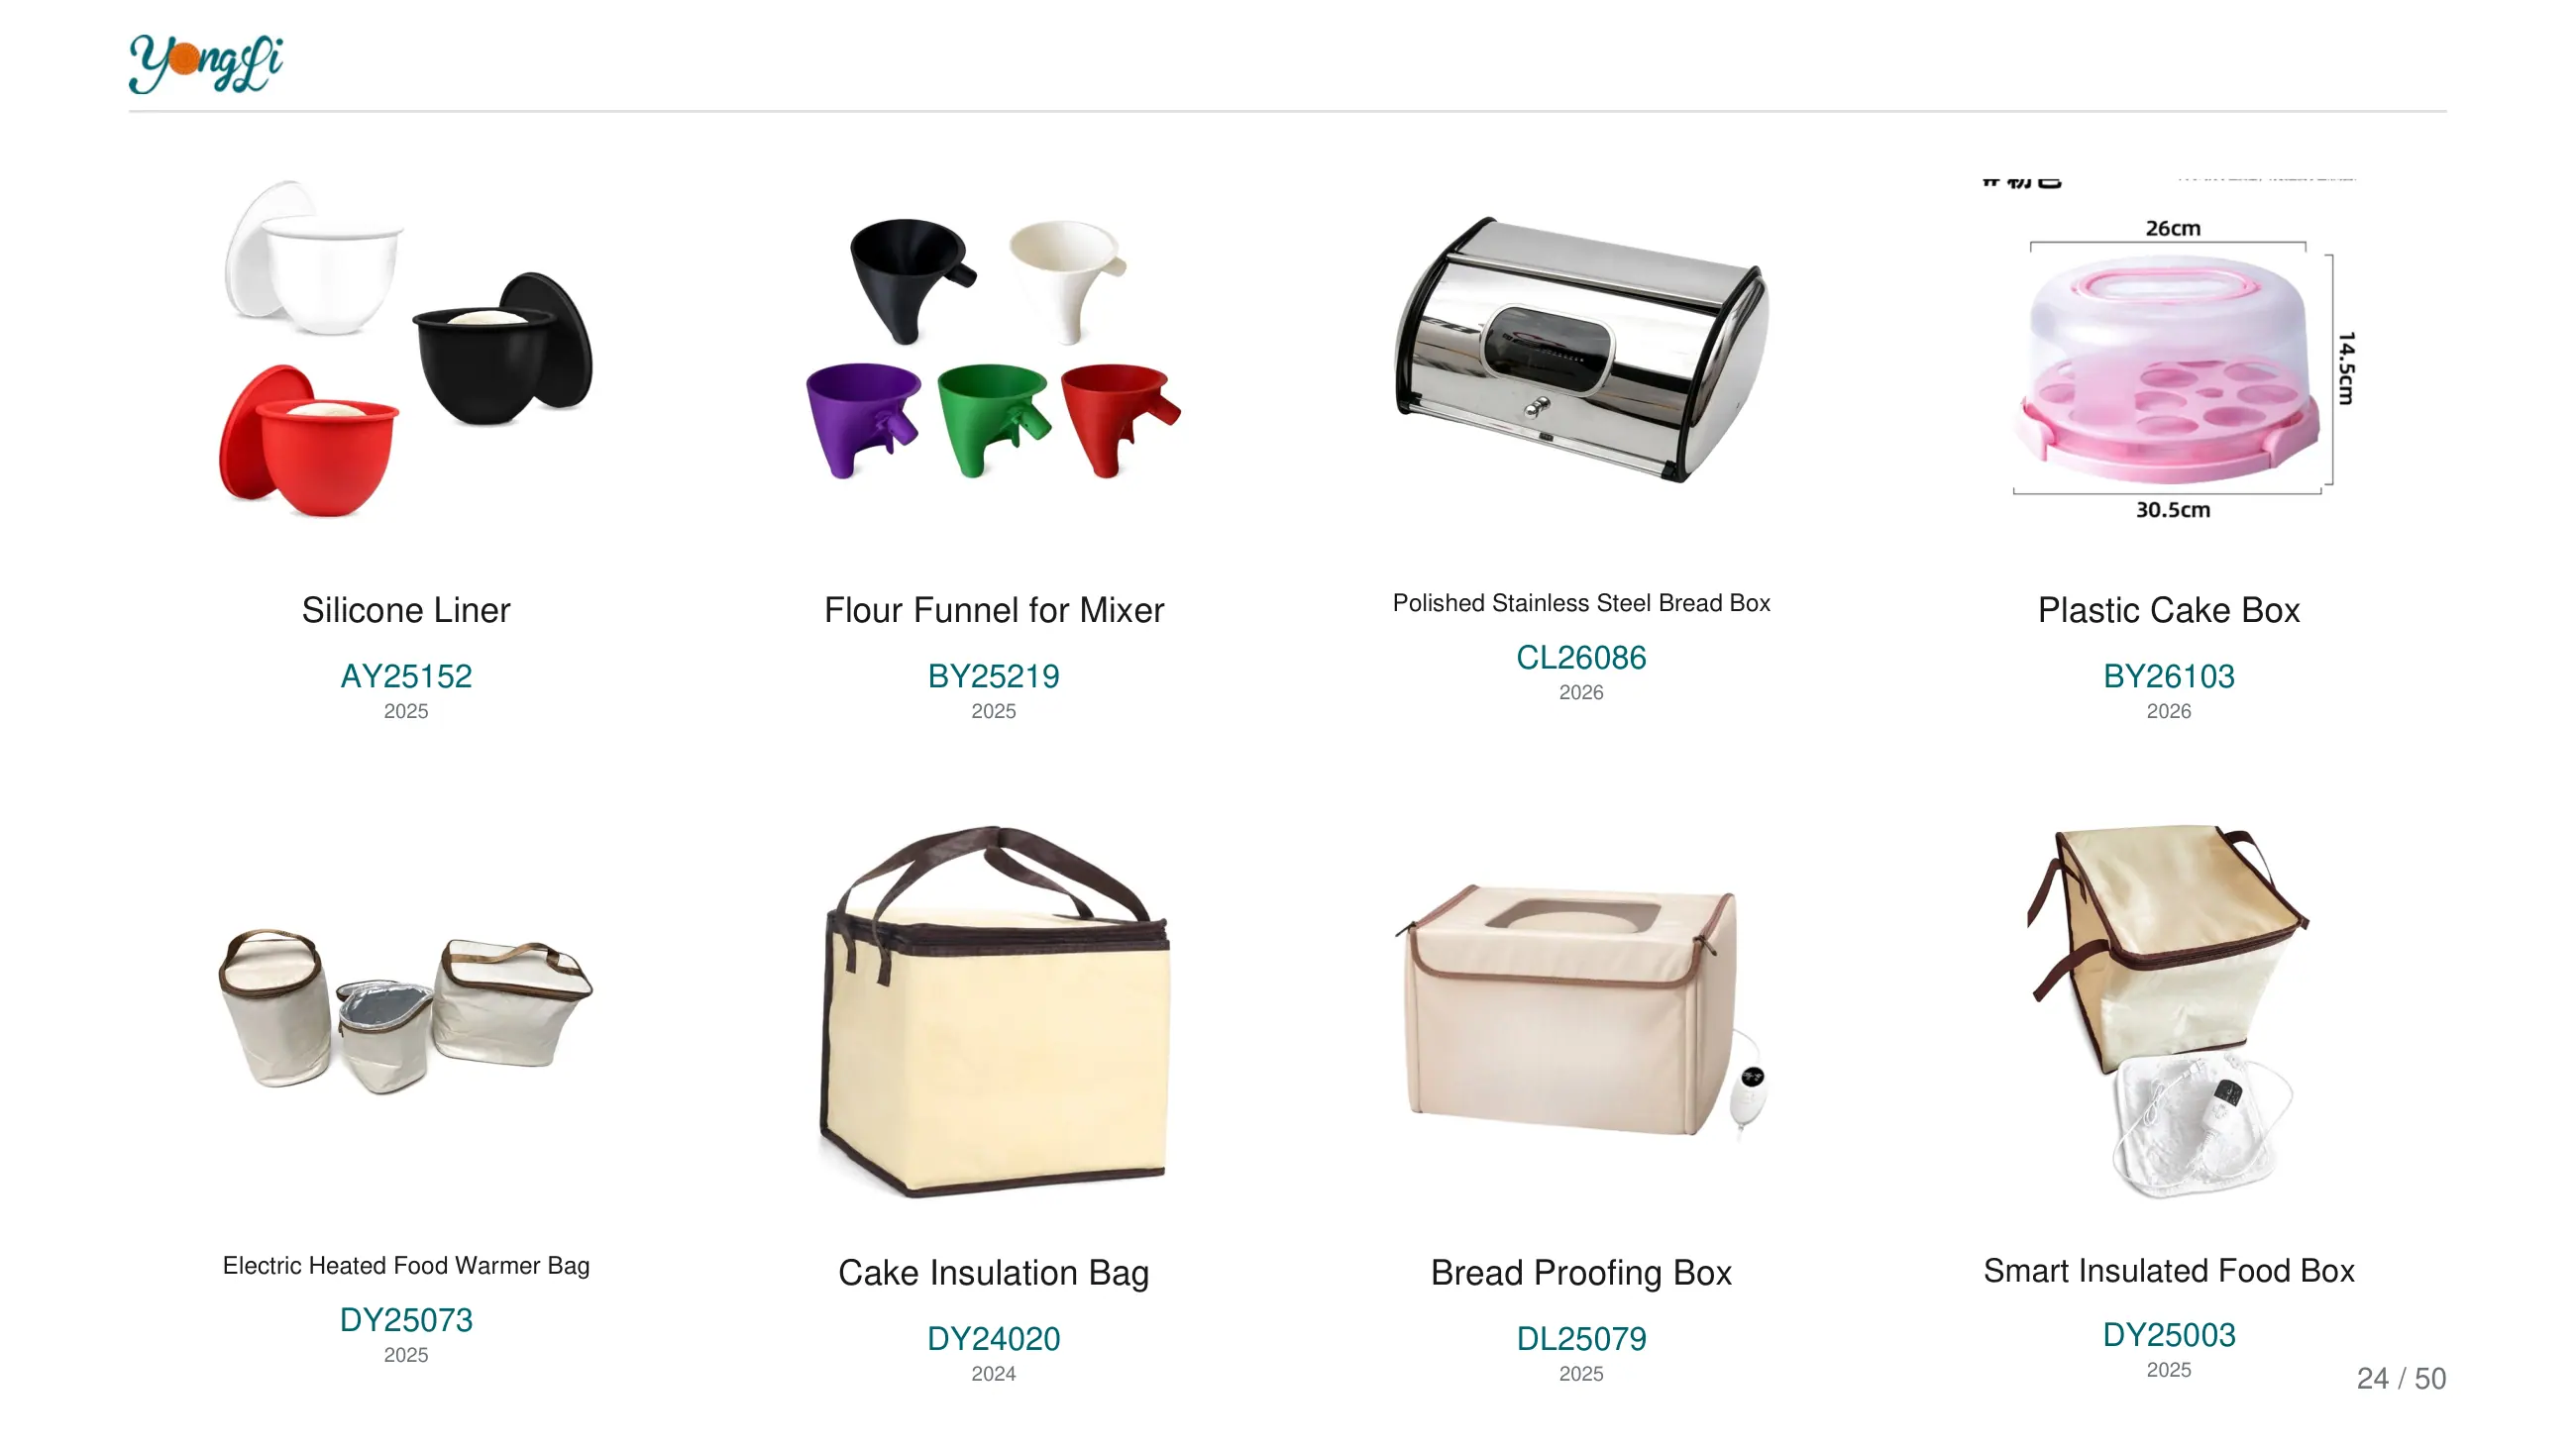 YongLi
26cm
14.5cm
30.5cm
Silicone Liner
AY25152
2025
Flour Funnel for Mixer
BY25219
2025
Polished Stainless Steel Bread Box
CL26086
2026
Plastic Cake Box
BY26103
2026
Electric Heated Food Warmer Bag
DY25073
2025
Cake Insulation Bag
DY24020
2024
Bread Proofing Box
DL25079
2025
Smart Insulated Food Box
DY25003
2025
24 / 50